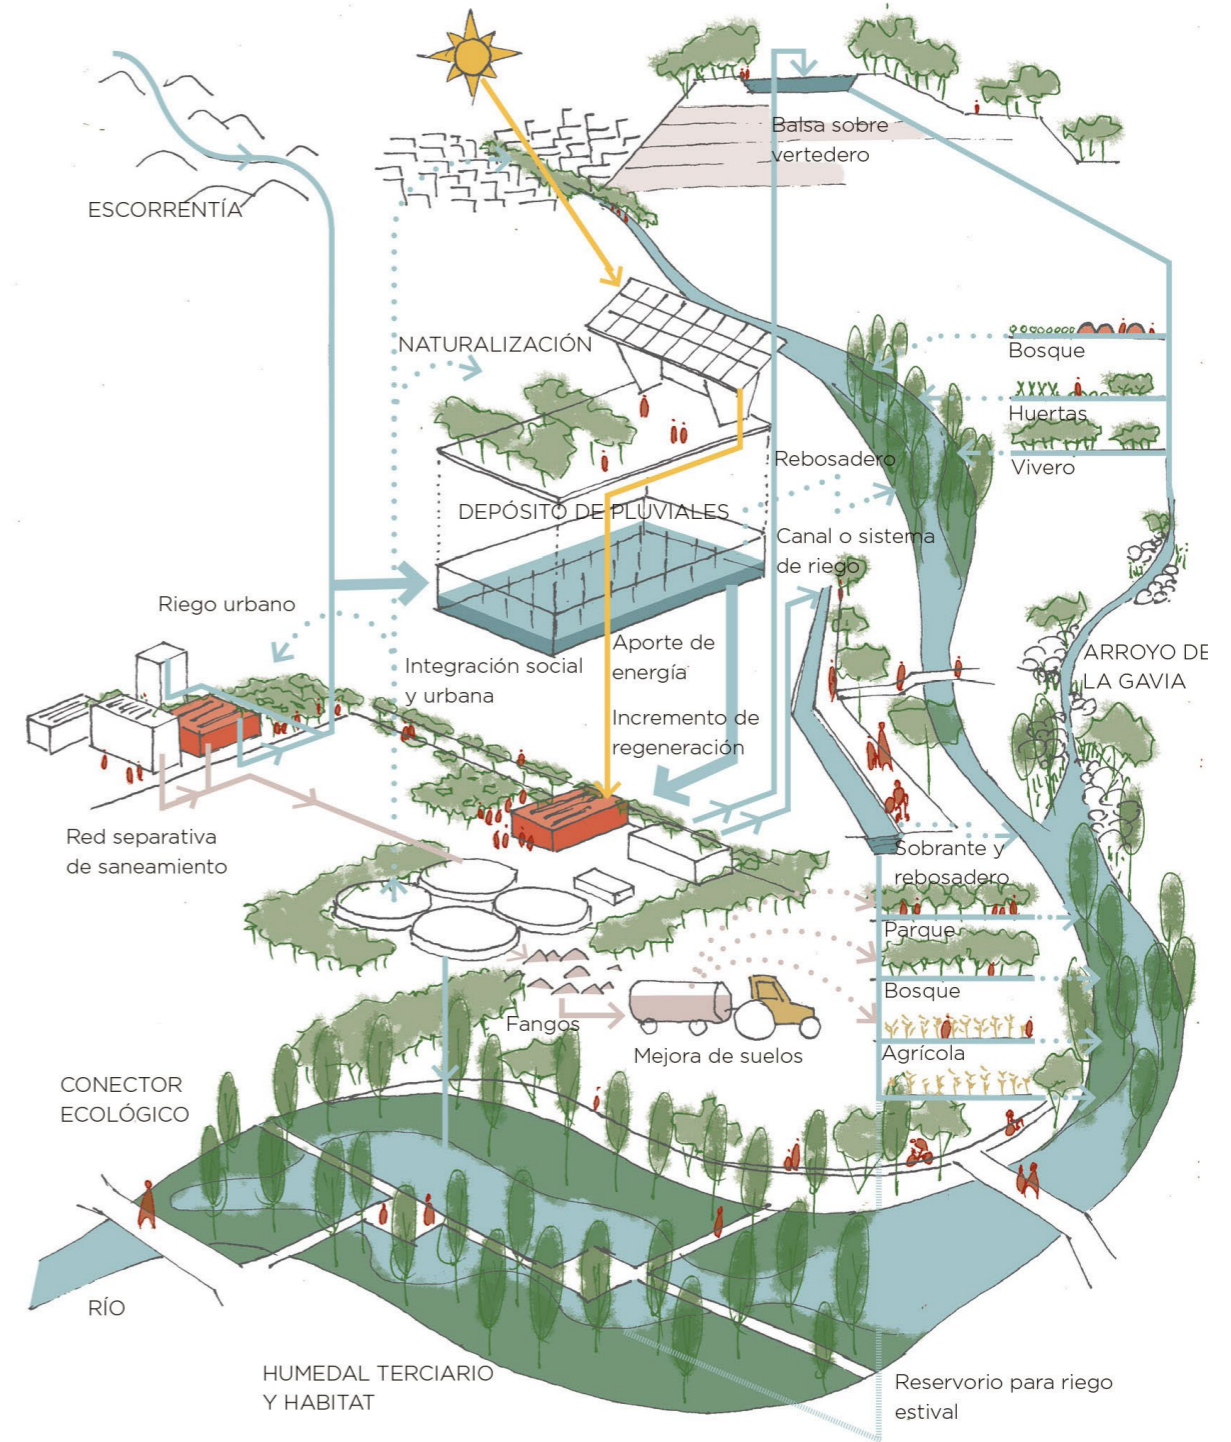 Balsa sobre
vertedero
ESCORRENTÍA
NATURALIZACIÓN
Bosque
Huertas
Vivero
Rebosadero
DEPÓSITO DE PLUVIALES
Canal o sistema
de riego
Riego urbano
Integración social
y urbana
Aporte de
energía
ARROYO DE
LA GAVIA
Incremento de
regeneración
Red separativa
de saneamiento
Sobrante y
rebosadero
Parque
Bosque
Fangos
Mejora de suelos
Agrícola
CONECTOR
ECOLÓGICO
RÍO
HUMEDAL TERCIARIO
Y HABITAT
Reservorio para riego
estival